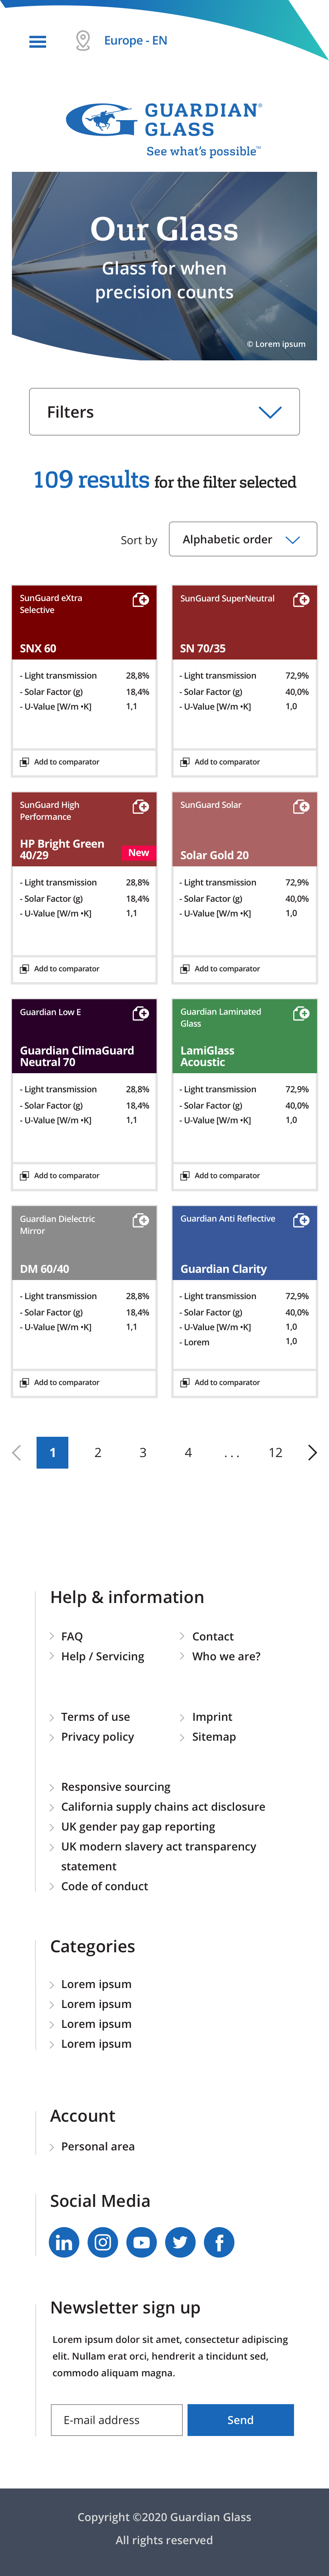 Europe - EN
GUARDIAN®
GLASS
See what's possible™
Our Glass
Glass for when
precision counts
© Lorem ipsum
Filters
109 results for the filter selected
Sort by
Alphabetic order
SunGuard eXtra
Selective
SNX 60
- Light transmission 28,8%
- Solar Factor (g) 18,4%
- U-Value [W/m •K] 1,1
Add to comparator
SunGuard SuperNeutral
SN 70/35
- Light transmission 72,9%
- Solar Factor (g) 40,0%
- U-Value [W/m •K] 1,0
Add to comparator
SunGuard High
Performance
HP Bright Green
40/29
New
- Light transmission 28,8%
- Solar Factor (g) 18,4%
- U-Value [W/m •K] 1,1
Add to comparator
SunGuard Solar
Solar Gold 20
- Light transmission 72,9%
- Solar Factor (g) 40,0%
- U-Value [W/m •K] 1,0
Add to comparator
Guardian Low E
Guardian ClimaGuard
Neutral 70
- Light transmission 28,8%
- Solar Factor (g) 18,4%
- U-Value [W/m •K] 1,1
Add to comparator
Guardian Laminated
Glass
LamiGlass
Acoustic
- Light transmission 72,9%
- Solar Factor (g) 40,0%
- U-Value [W/m •K] 1,0
Add to comparator
Guardian Dielectric
Mirror
DM 60/40
- Light transmission 28,8%
- Solar Factor (g) 18,4%
- U-Value [W/m •K] 1,1
Add to comparator
Guardian Anti Reflective
Guardian Clarity
- Light transmission 72,9%
- Solar Factor (g) 40,0%
- U-Value [W/m •K] 1,0
- Lorem 1,0
Add to comparator
1 2 3 4 ... 12
Help & information
FAQ
Help / Servicing
Contact
Who we are?
Terms of use
Privacy policy
Imprint
Sitemap
Responsive sourcing
California supply chains act disclosure
UK gender pay gap reporting
UK modern slavery act transparency
statement
Code of conduct
Categories
Lorem ipsum
Lorem ipsum
Lorem ipsum
Lorem ipsum
Account
Personal area
Social Media
Newsletter sign up
Lorem ipsum dolor sit amet, consectetur adipiscing
elit. Nullam erat orci, hendrerit a tincidunt sed,
commodo aliquam magna.
E-mail address
Send
Copyright ©2020 Guardian Glass
All rights reserved